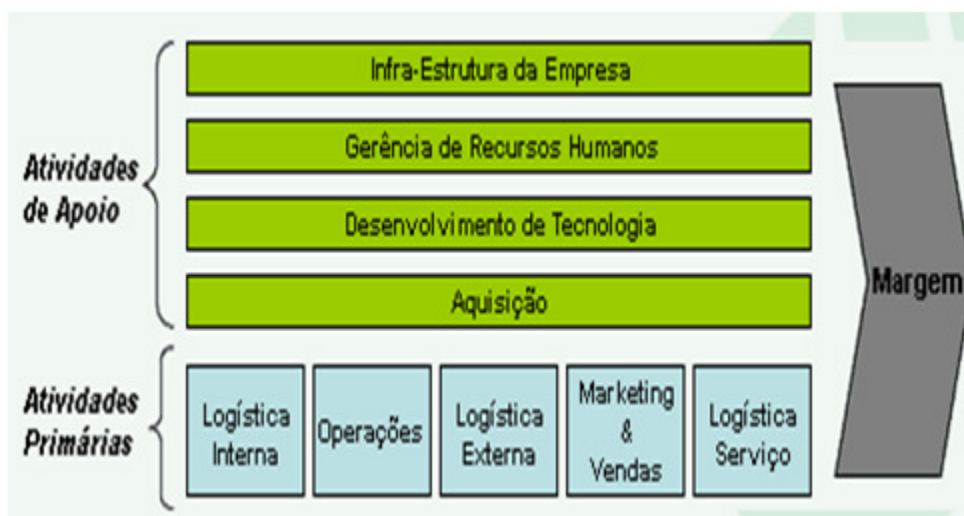 Infra-Estrutura da Empresa
Gerência de Recursos Humanos
Desenvolvimento de Tecnologia
Aquisição
Atividades
de Apoio
Margem
Atividades
Primárias
Logística
Interna
Operações
Logística
Externa
Marketing
&
Vendas
Logística
Serviço